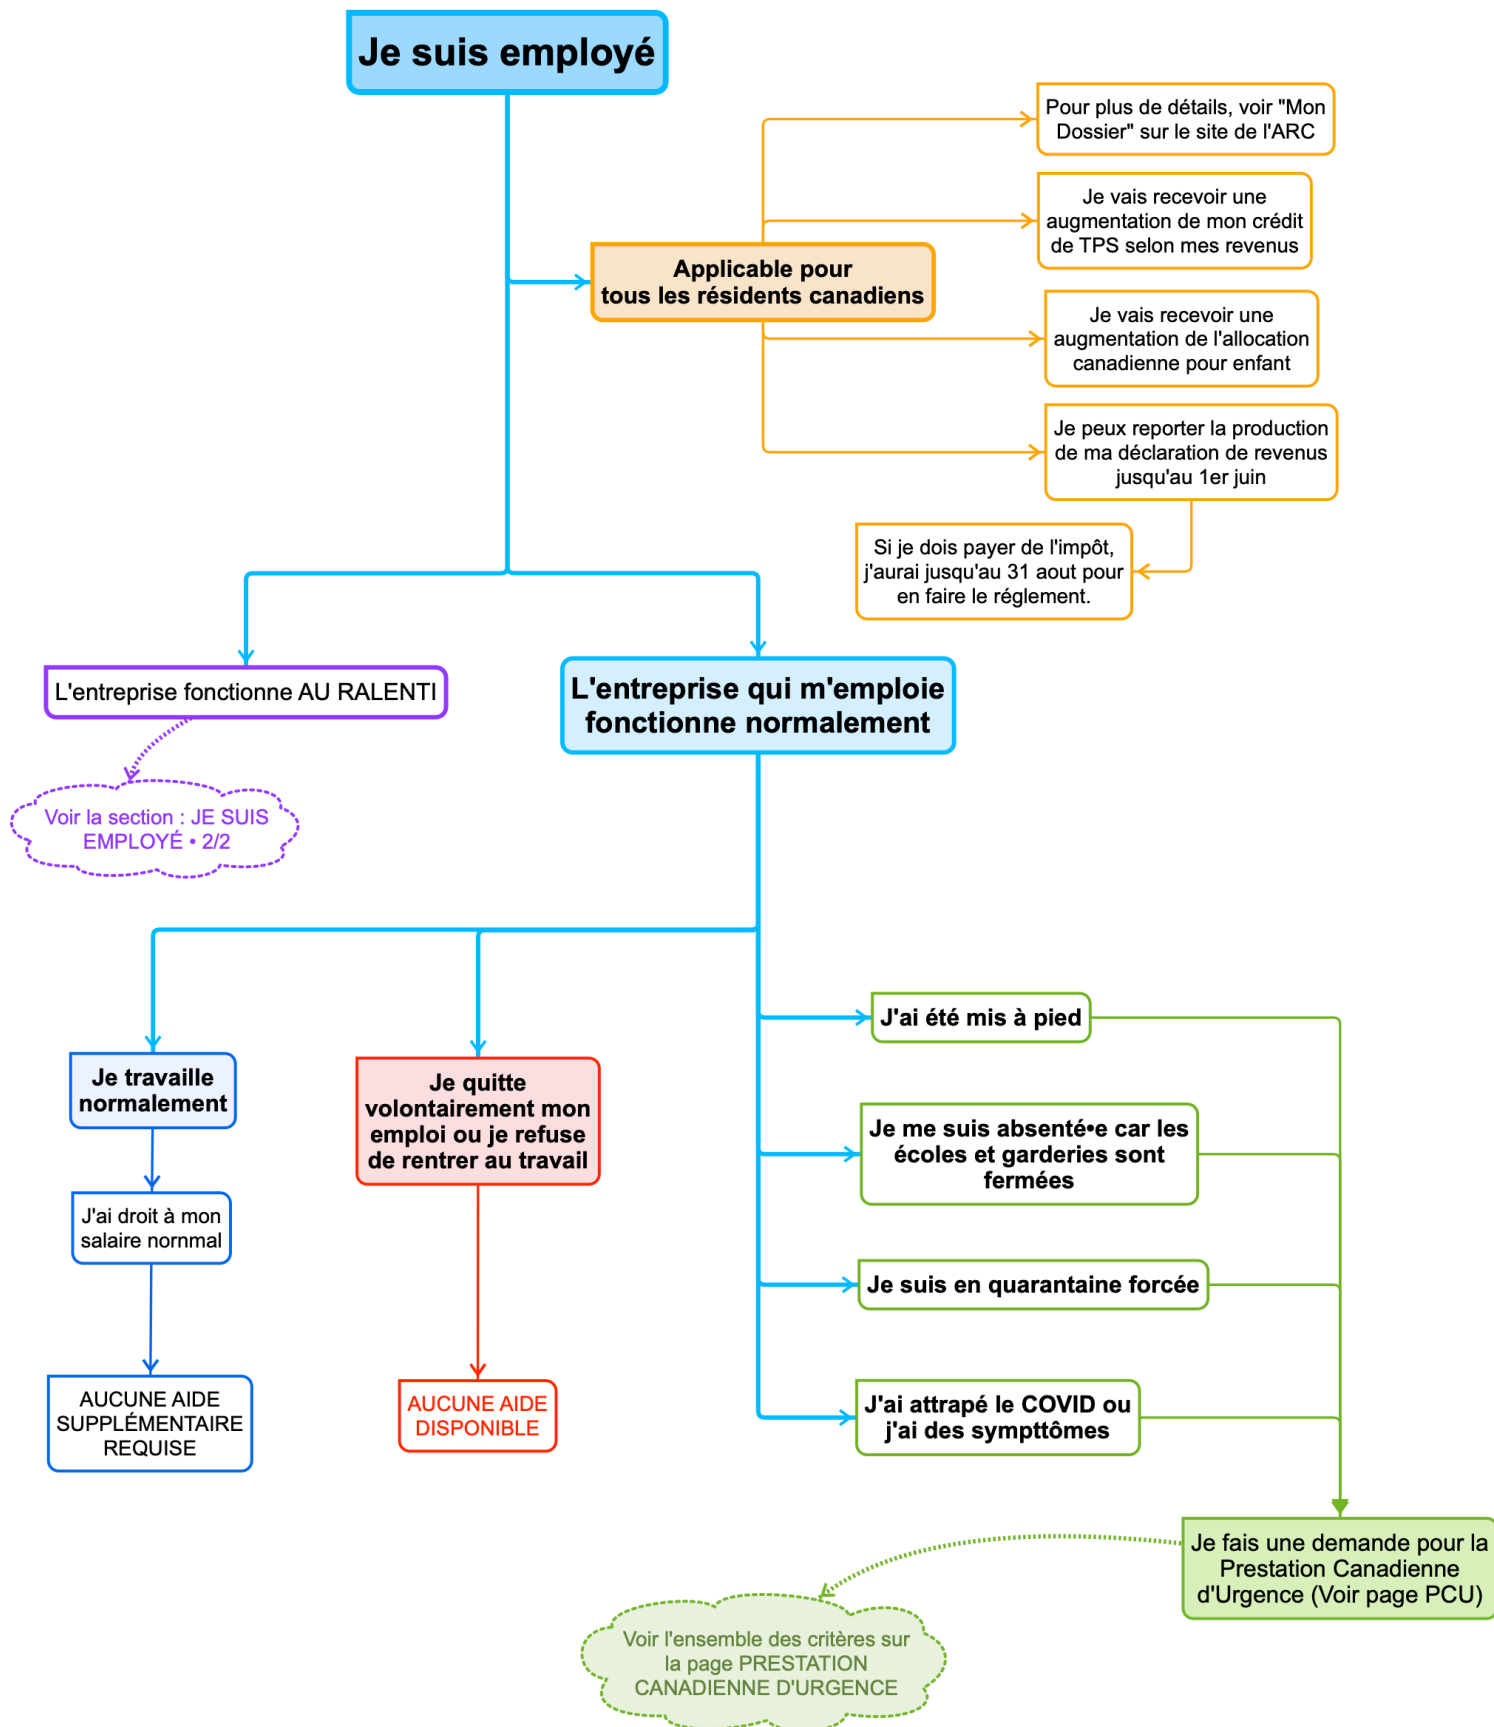 Je suis employé
Pour plus de détails, voir "Mon
Dossier" sur le site de l'ARC
Je vais recevoir une
augmentation de mon crédit
de TPS selon mes revenus
Applicable pour
tous les résidents canadiens
Je vais recevoir une
augmentation de l'allocation
canadienne pour enfant
Je peux reporter la production
de ma déclaration de revenus
jusqu'au 1er juin
Si je dois payer de l'impôt,
j'aurai jusqu'au 31 aout pour
en faire le réglement.
L'entreprise fonctionne AU RALENTI
L'entreprise qui m'emploie
fonctionne normalement
Voir la section : JE SUIS
EMPLOYÉ • 2/2
J'ai été mis à pied
Je travaille
normalement
Je quitte
volontairement mon
emploi ou je refuse
de rentrer au travail
Je me suis absenté•e car les
écoles et garderies sont
fermées
J'ai droit à mon
salaire nornmal
Je suis en quarantaine forcée
AUCUNE AIDE
SUPPLÉMENTAIRE
REQUISE
AUCUNE AIDE
DISPONIBLE
J'ai attrapé le COVID ou
j'ai des sympttômes
Je fais une demande pour la
Prestation Canadienne
d'Urgence (Voir page PCU)
Voir l'ensemble des critères sur
la page PRESTATION
CANADIENNE D'URGENCE